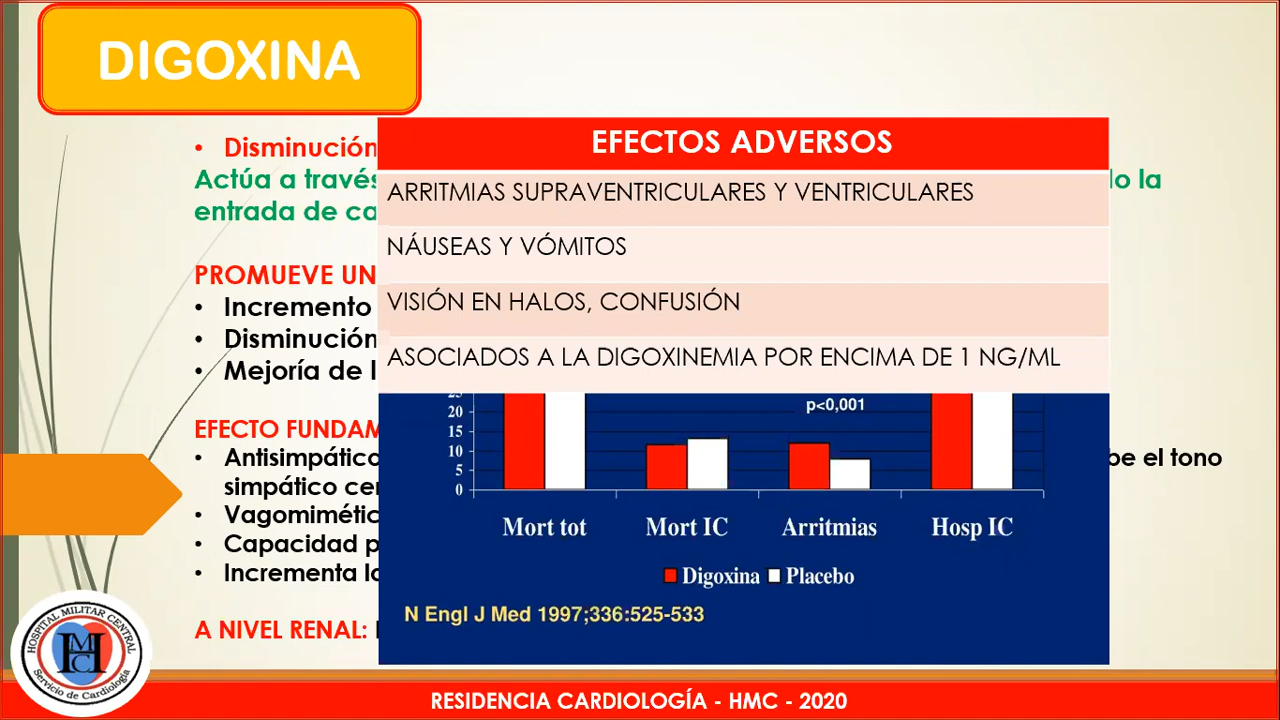 DIGOXINA
• Disminución
Actúa a través
lo la
entrada de ca
PROMUEVE UN
• Incremento
• Disminución
• Mejoría de l
EFECTO FUNDAM
• Antisimpático
be el tono
simpático cen
• Vagomimétic
• Capacidad p
• Incrementa la
A NIVEL RENAL:
EFECTOS ADVERSOS
ARRITMIAS SUPRAVENTRICULARES Y VENTRICULARES
NÁUSEAS Y VÓMITOS
VISIÓN EN HALOS, CONFUSIÓN
ASOCIADOS A LA DIGOXINEMIA POR ENCIMA DE 1 NG/ML
25
20
15
10
5
0
p<0,001
Mort tot Mort IC Arritmias Hosp IC
Digoxina Placebo
N Engl J Med 1997;336:525-533
HOSPITAL MILITAR CENTRAL
HMC
Servicio de Cardiología
RESIDENCIA CARDIOLOGÍA - HMC - 2020